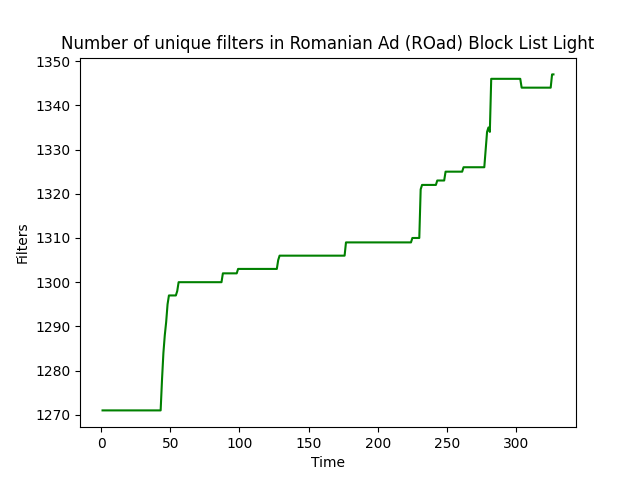 Number of unique filters in Romanian Ad (ROad) Block List Light
1350
1340
1330
1320
1310
1300
1290
1280
1270
Filters
0 50 100 150 200 250 300
Time